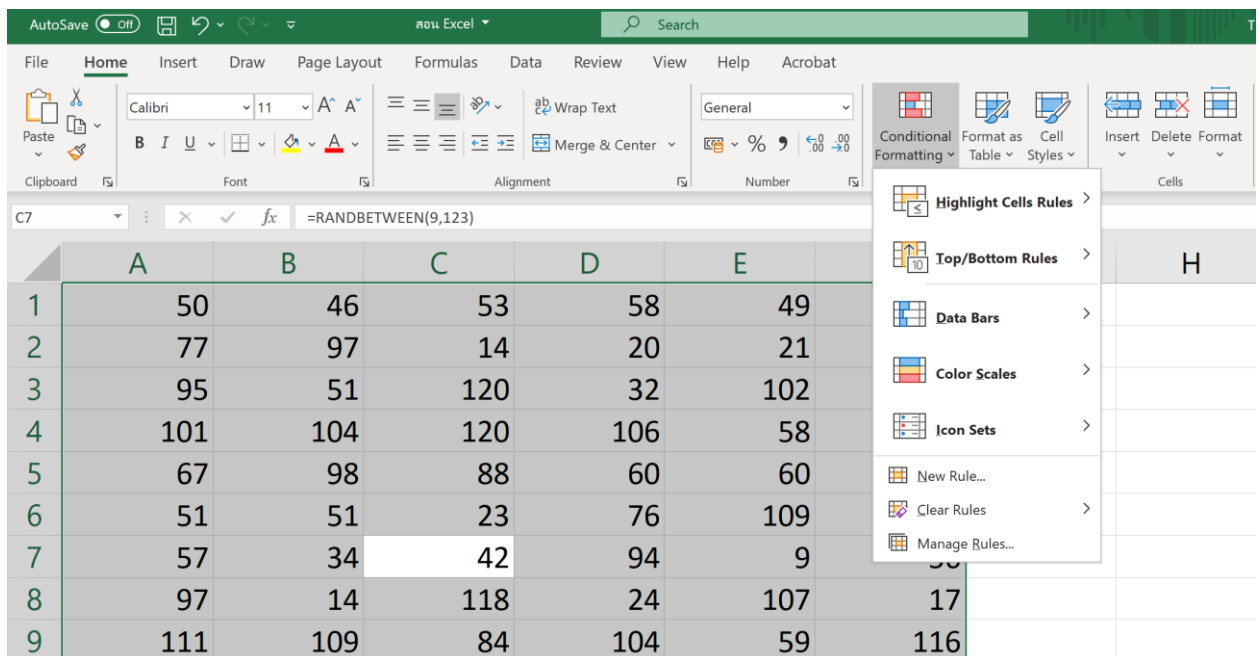 AutoSave Off สอน Excel Search T
File Home Insert Draw Page Layout Formulas Data Review View Help Acrobat
Calibri 11 A A ab Wrap Text General
Paste B I U A Merge & Center % 9 .00 .00 Conditional Formatting Format as Table Cell Styles Insert Delete Format
Clipboard Font Alignment Number Cells
C7 fx =RANDBETWEEN(9,123)
Highlight Cells Rules
Top/Bottom Rules
Data Bars
Color Scales
Icon Sets
New Rule...
Clear Rules
Manage Rules...
A B C D E H
1 50 46 53 58 49
2 77 97 14 20 21
3 95 51 120 32 102
4 101 104 120 106 58
5 67 98 88 60 60
6 51 51 23 76 109
7 57 34 42 94 9
8 97 14 118 24 107 17
9 111 109 84 104 59 116